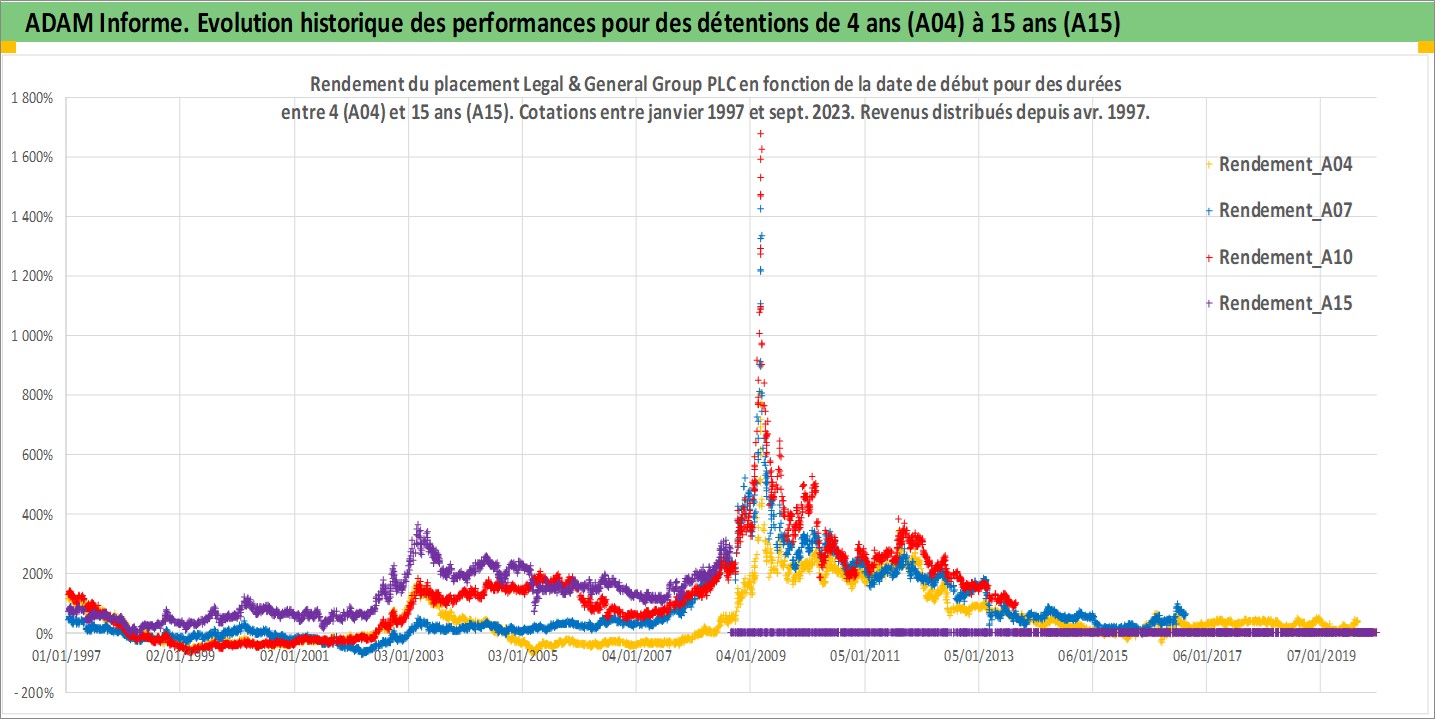 ADAM Informe. Evolution historique des performances pour des détentions de 4 ans (A04) à 15 ans (A15)
Rendement du placement Legal & General Group PLC en fonction de la date de début pour des durées
entre 4 (A04) et 15 ans (A15). Cotations entre janvier 1997 et sept. 2023. Revenus distribués depuis avr. 1997.
1 800%
1 600%
1 400%
1 200%
1 000%
800%
600%
400%
200%
0%
-200%
Rendement_A04
Rendement_A07
Rendement_A10
Rendement_A15
01/01/1997 02/01/1999 02/01/2001 03/01/2003 03/01/2005 04/01/2007 04/01/2009 05/01/2011 05/01/2013 06/01/2015 06/01/2017 07/01/2019